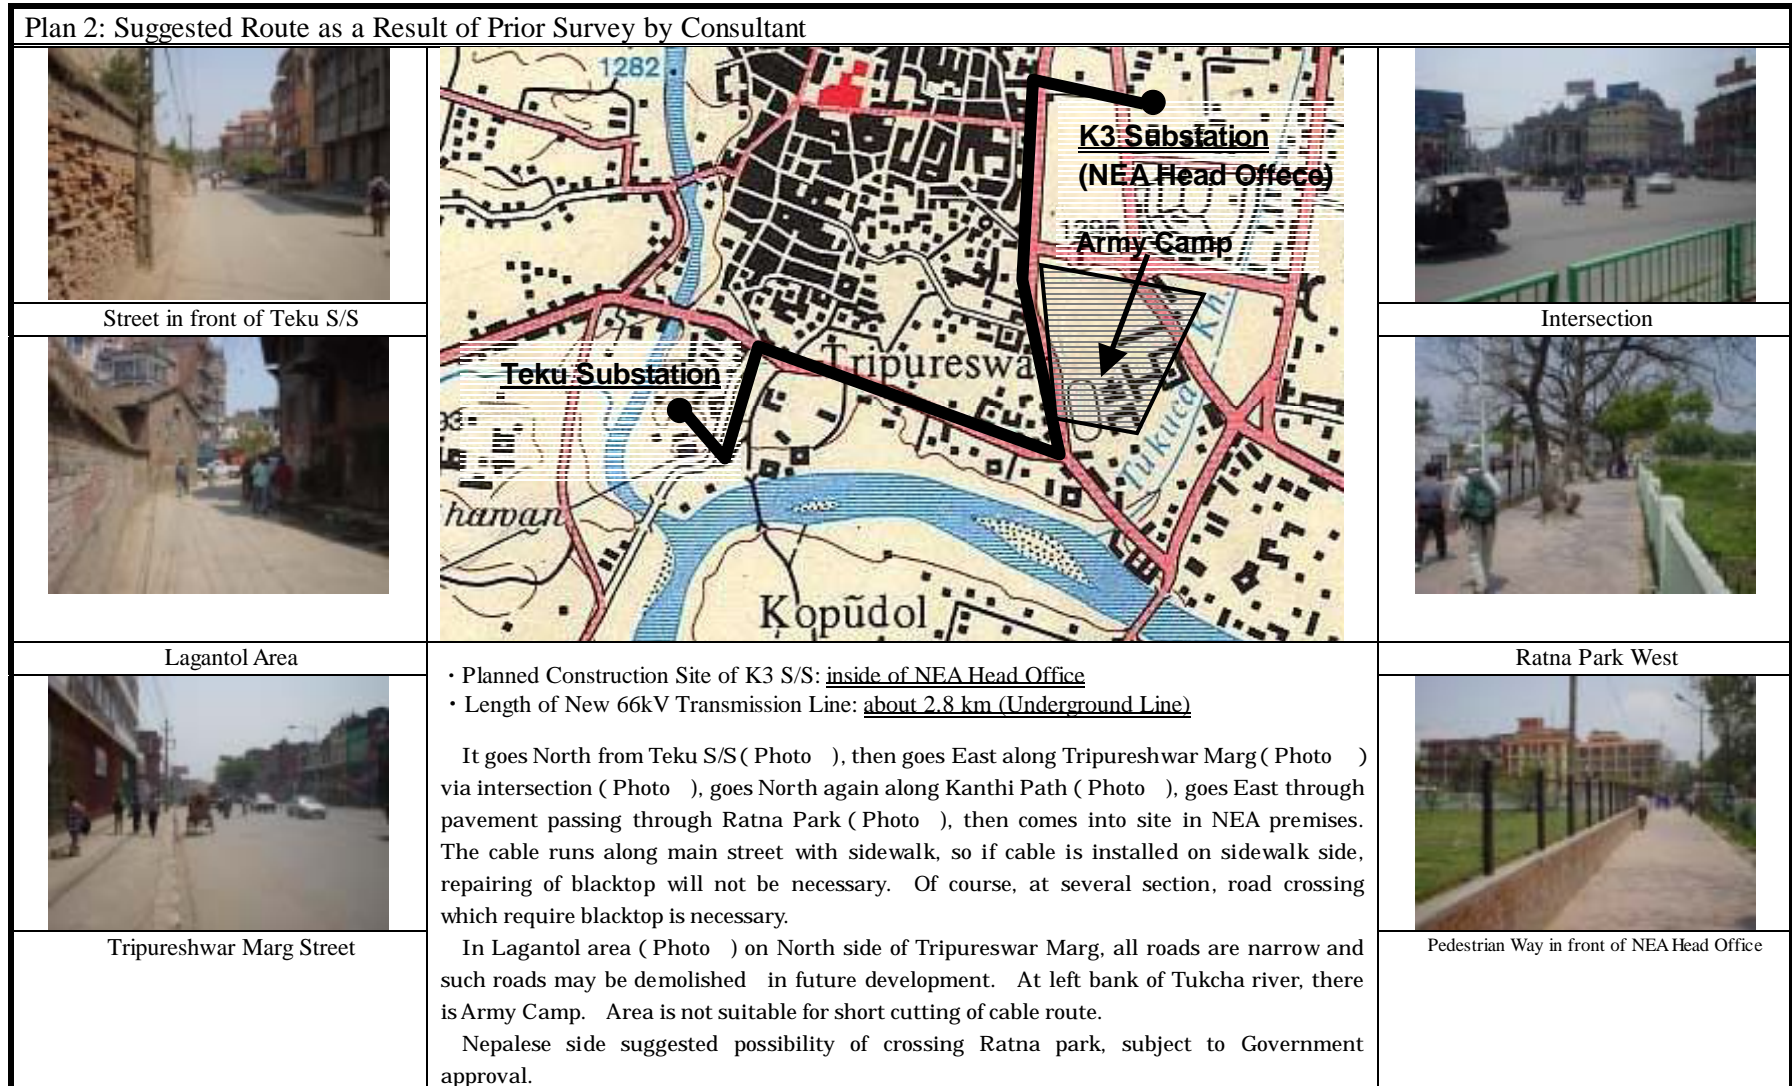 Plan 2: Suggested Route as a Result of Prior Survey by Consultant
Street in front of Teku S/S
Lagantol Area
Tripureshwar Marg Street
1282
K3 Substation
(NEA Head Offece)
Army Camp
Teku Substation
Tripureswa
Tukuca Kh.
hawan
Kopūdol
Intersection
Ratna Park West
Pedestrian Way in front of NEA Head Office
・Planned Construction Site of K3 S/S: inside of NEA Head Office
・Length of New 66kV Transmission Line: about 2.8 km (Underground Line)
It goes North from Teku S/S ( Photo ), then goes East along Tripureshwar Marg ( Photo )
via intersection ( Photo ), goes North again along Kanthi Path ( Photo ), goes East through
pavement passing through Ratna Park ( Photo ), then comes into site in NEA premises.
The cable runs along main street with sidewalk, so if cable is installed on sidewalk side,
repairing of blacktop will not be necessary. Of course, at several section, road crossing
which require blacktop is necessary.
In Lagantol area ( Photo ) on North side of Tripureswar Marg, all roads are narrow and
such roads may be demolished in future development. At left bank of Tukcha river, there
is Army Camp. Area is not suitable for short cutting of cable route.
Nepalese side suggested possibility of crossing Ratna park, subject to Government
approval.